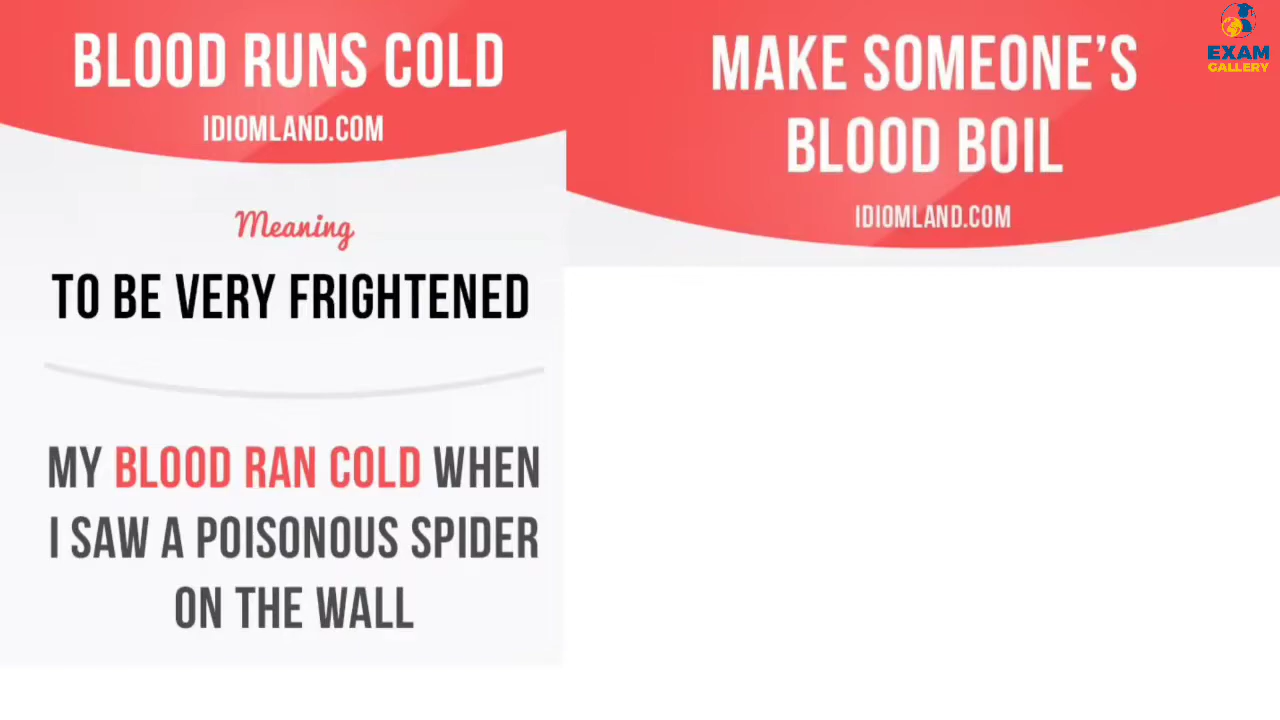 BLOOD RUNS COLD
IDIOMLAND.COM
Meaning
TO BE VERY FRIGHTENED
MY BLOOD RAN COLD WHEN
I SAW A POISONOUS SPIDER
ON THE WALL
MAKE SOMEONE'S
BLOOD BOIL
IDIOMLAND.COM
EXAM
GALLERY